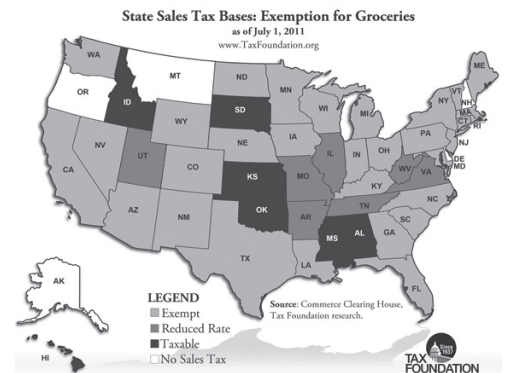 State Sales Tax Bases: Exemption for Groceries
as of July 1, 2011
www.TaxFoundation.org
WA
OR
MT
ID
ND
SD
MN
WI
MI
WY
NE
IA
NV
UT
CO
CA
AZ
NM
KS
OK
TX
MO
AR
LA
IL
IN
OH
KY
TN
MS
AL
GA
FL
SC
NC
VA
WV
PA
NY
VT
NH
ME
MA
CT
RI
NJ
DE
MD
AK
HI
LEGEND
Exempt
Reduced Rate
Taxable
No Sales Tax
Source: Commerce Clearing House,
Tax Foundation research.
Since
1937
TAX
FOUNDATION